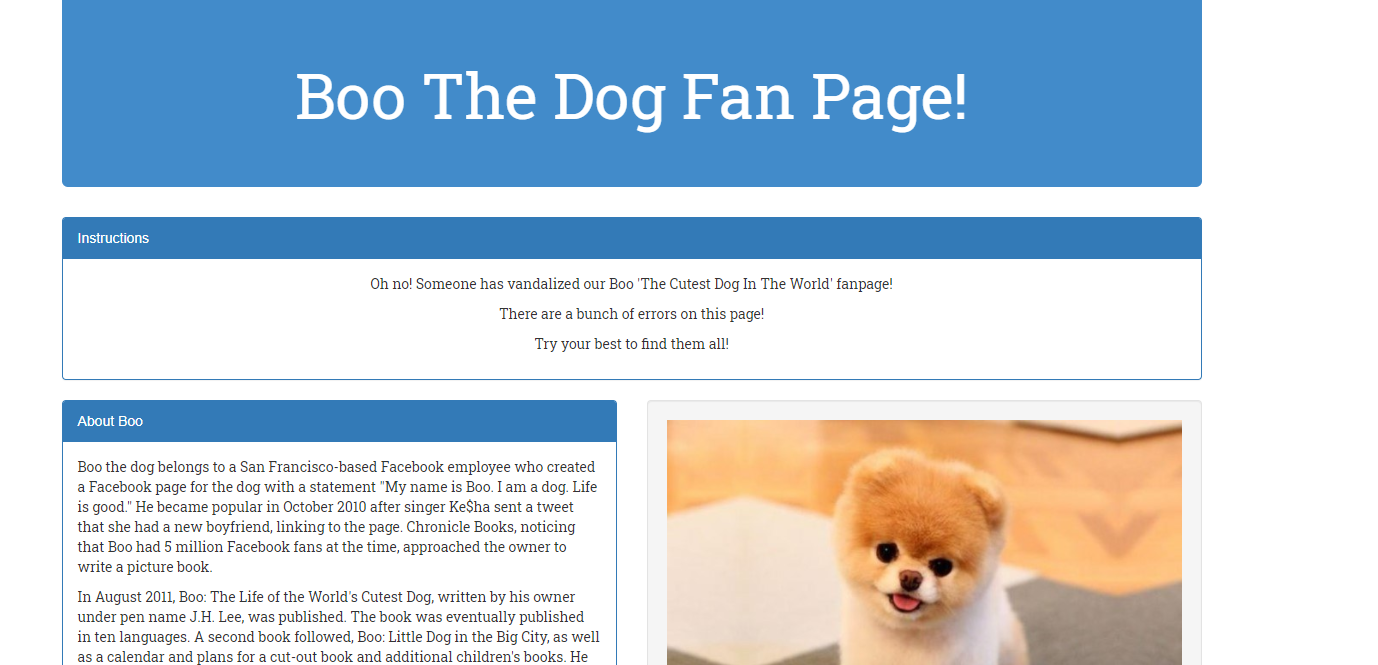 Boo The Dog Fan Page!
Instructions
Oh no! Someone has vandalized our Boo 'The Cutest Dog In The World' fanpage!
There are a bunch of errors on this page!
Try your best to find them all!
About Boo
Boo the dog belongs to a San Francisco-based Facebook employee who created
a Facebook page for the dog with a statement "My name is Boo. I am a dog. Life
is good." He became popular in October 2010 after singer Ke$ha sent a tweet
that she had a new boyfriend, linking to the page. Chronicle Books, noticing
that Boo had 5 million Facebook fans at the time, approached the owner to
write a picture book.
In August 2011, Boo: The Life of the World's Cutest Dog, written by his owner
under pen name J.H. Lee, was published. The book was eventually published
in ten languages. A second book followed, Boo: Little Dog in the Big City, as well
as a calendar and plans for a cut-out book and additional children's books. He